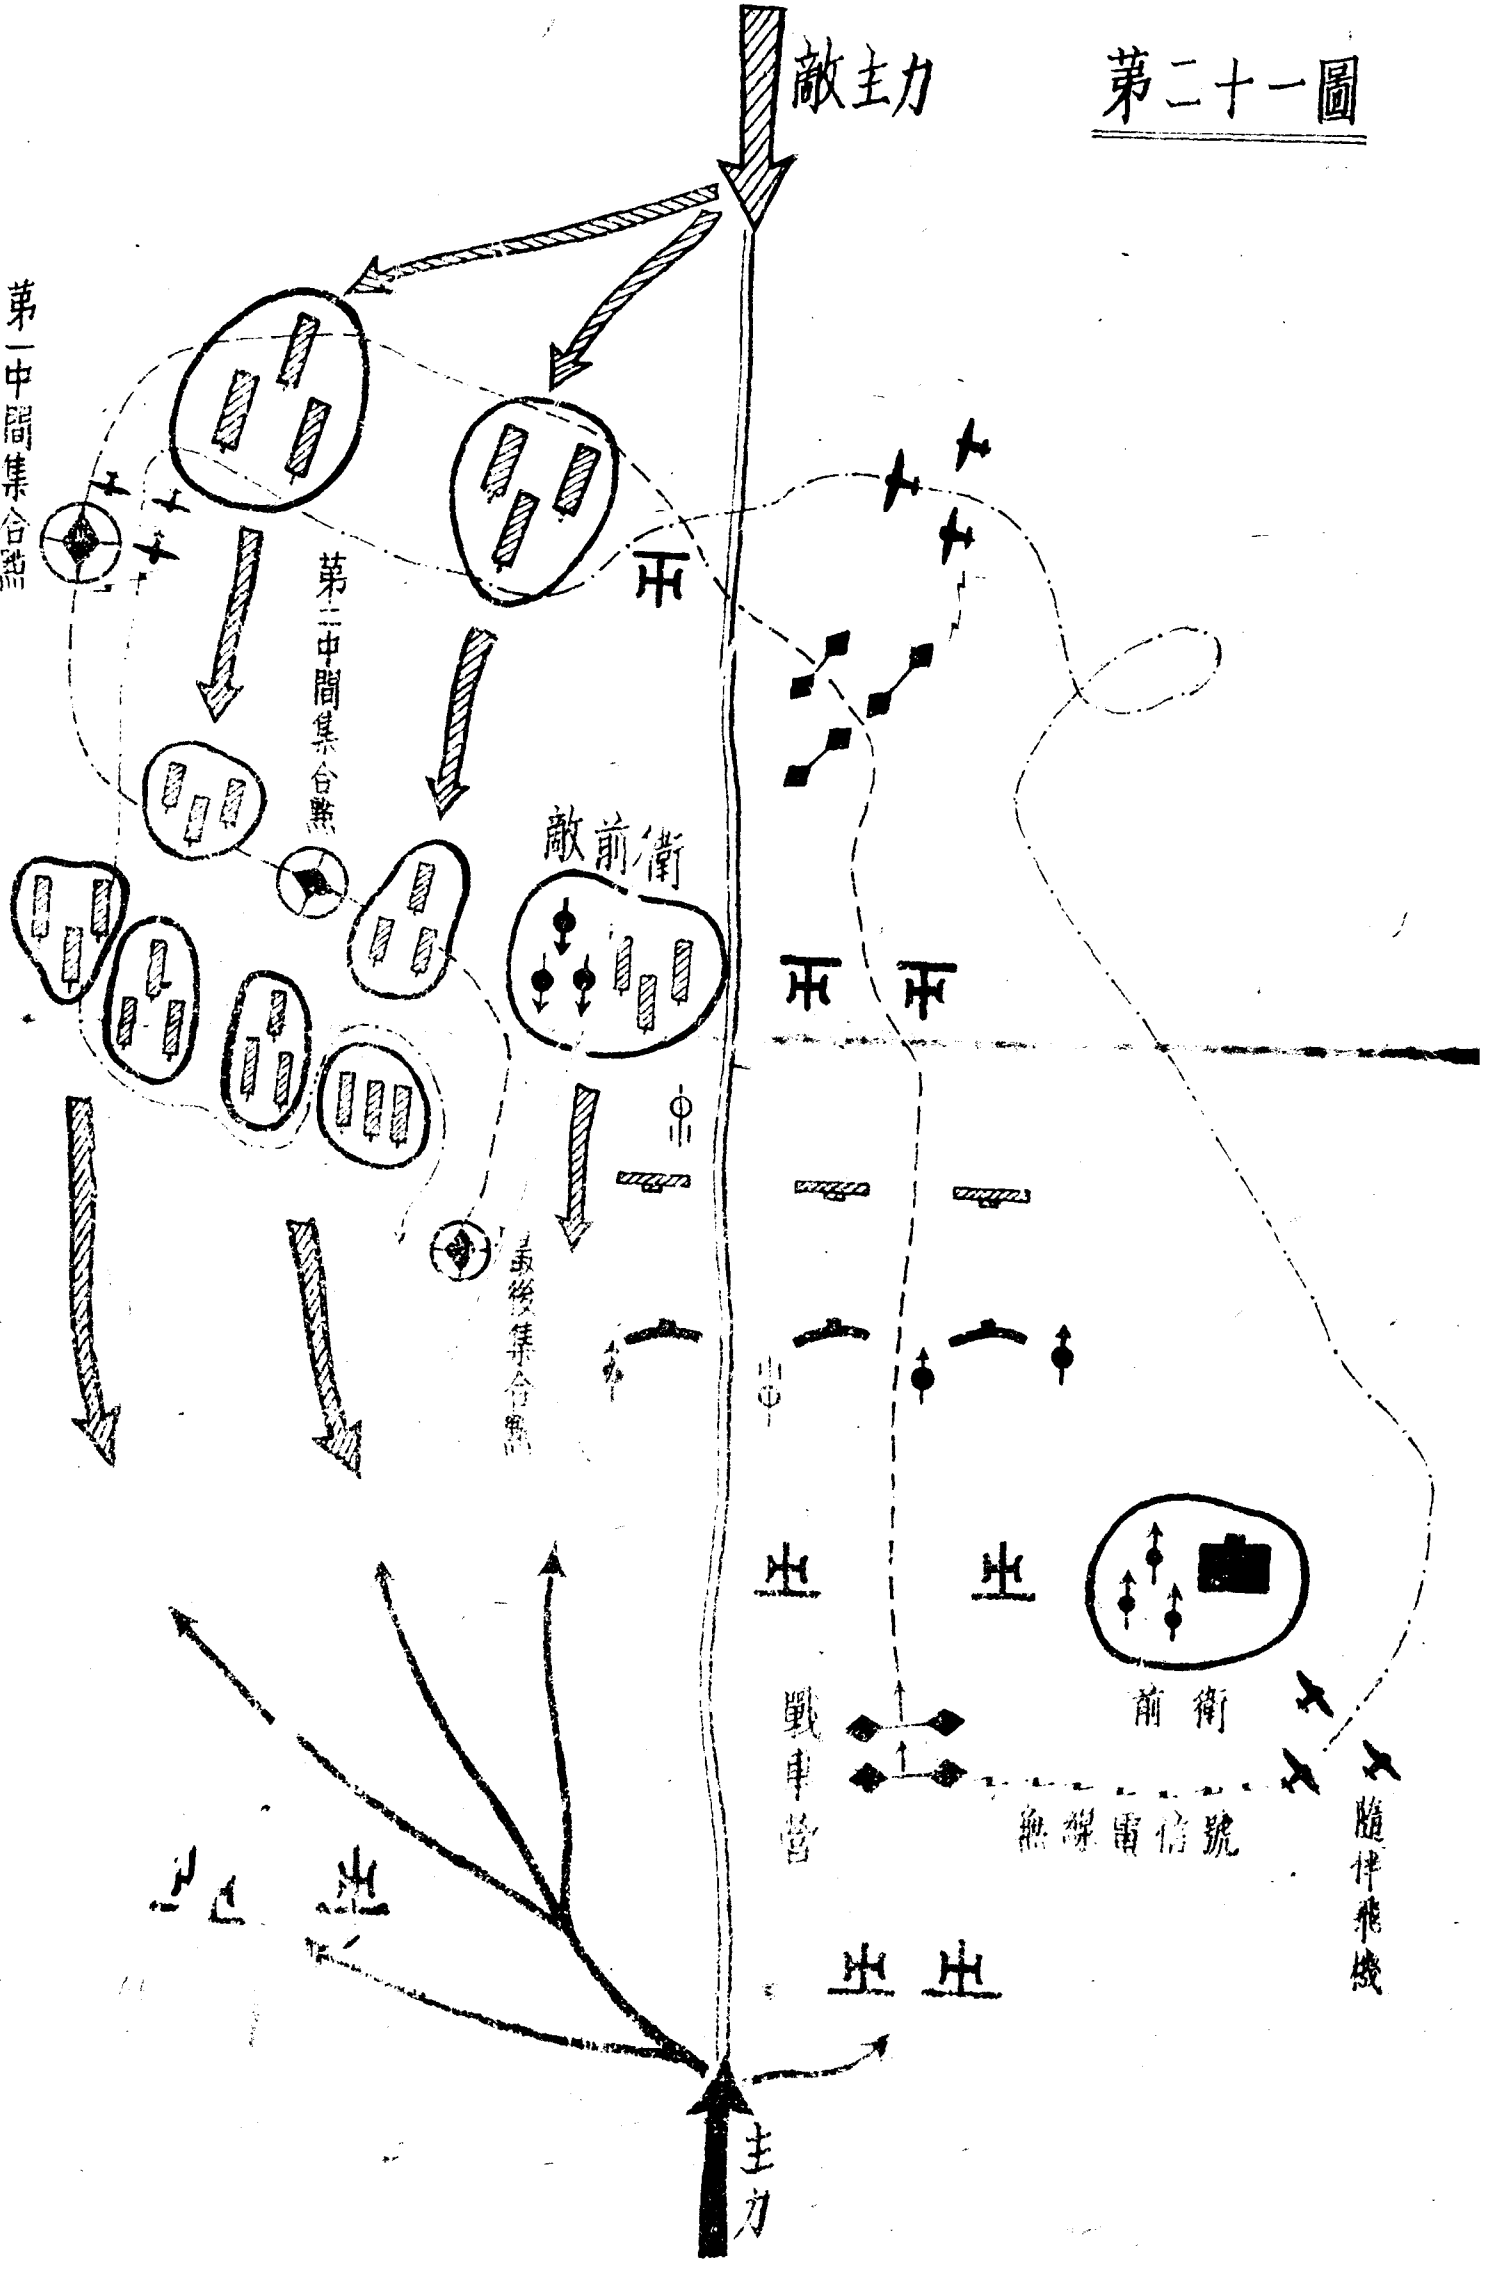 第二十一圖
敵主力
第一中間集合點
第二中間集合點
敵前衛
最後集合點
前衛
戰車營
無線電信號
隨伴飛機
主力